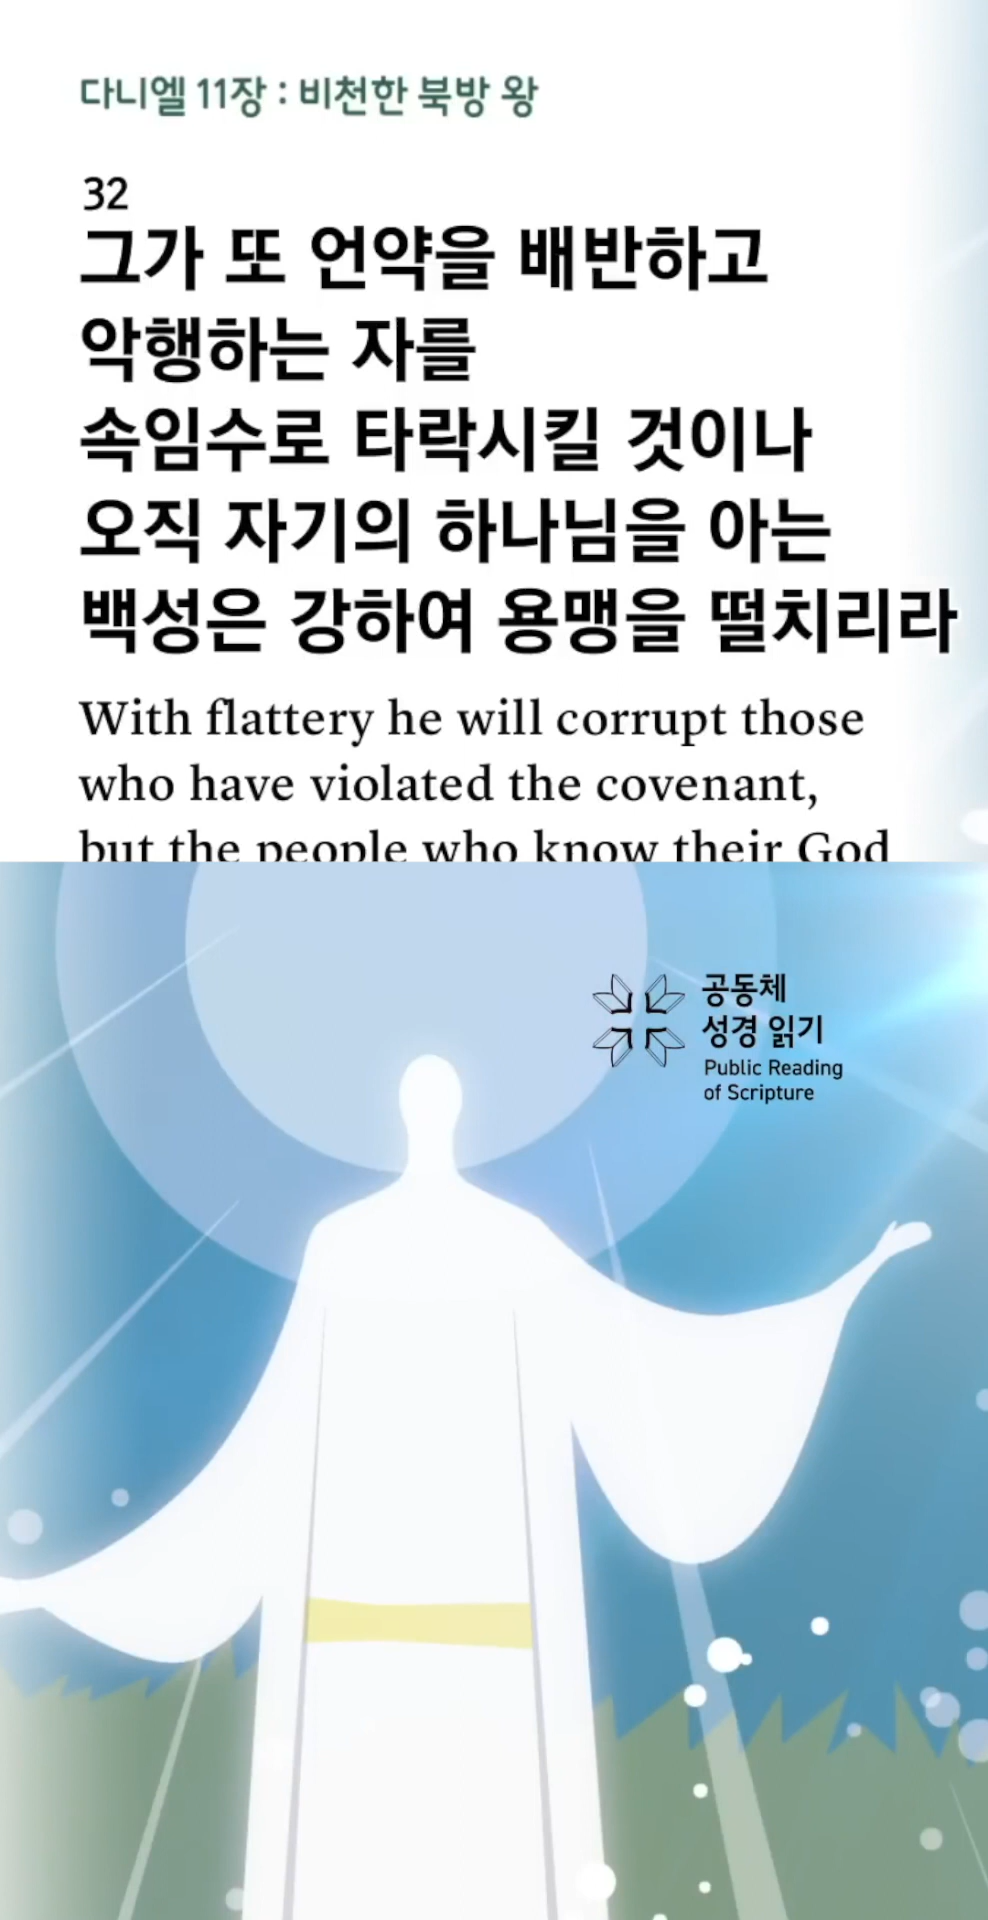 다니엘 11장 : 비천한 북방 왕
32
그가 또 언약을 배반하고
악행하는 자를
속임수로 타락시킬 것이나
오직 자기의 하나님을 아는
백성은 강하여 용맹을 떨치리라
With flattery he will corrupt those
who have violated the covenant,
but the people who know their God
공동체
성경 읽기
Public Reading
of Scripture